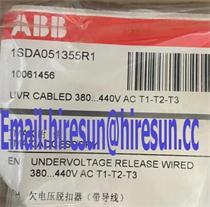 ABB
1SDA051355R1
10061456
UVR CABLED 380...440V AC T1-T2-T3
Email:hiresun@hiresun.cc
EN UNDERVOLTAGE RELEASE WIRED
380...440V AC T1-T2-T3
欠电压脱扣器（带导线）